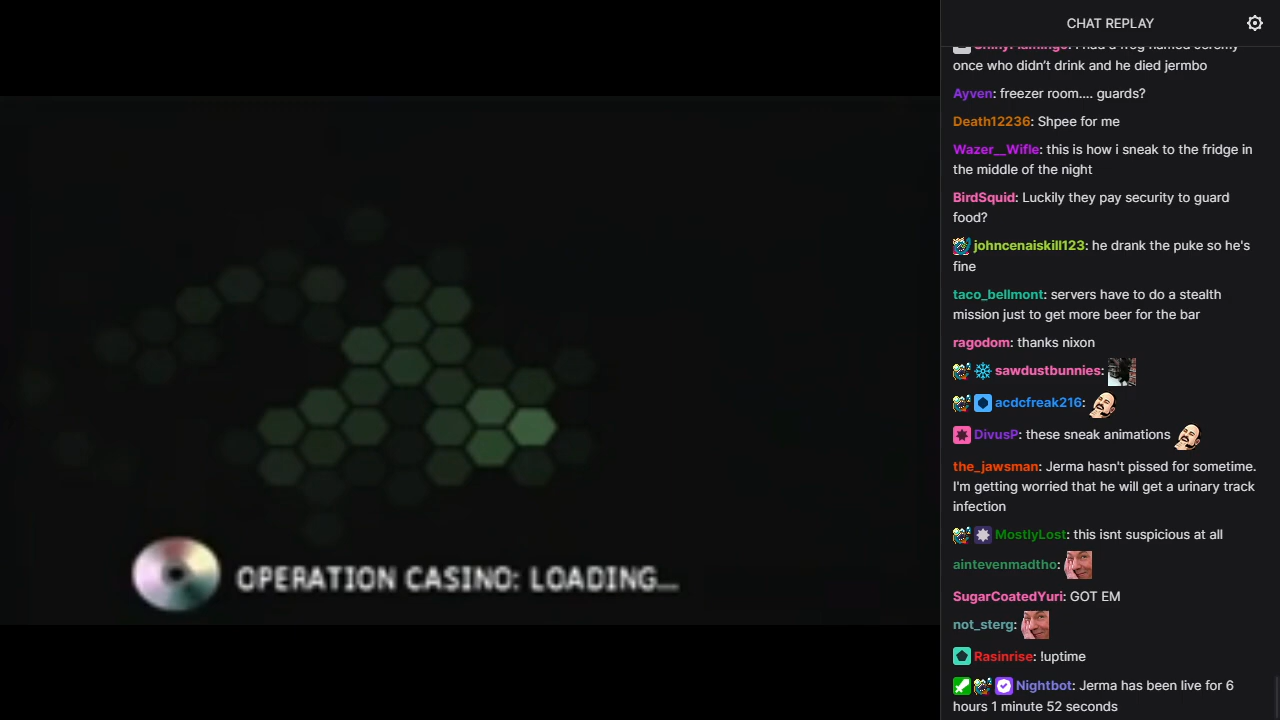 CHAT REPLAY
ShinyFlamingo: I had a frog named Jeremy
once who didn’t drink and he died jermbo
Ayven: freezer room.... guards?
Death12236: Shpee for me
Wazer__Wifle: this is how i sneak to the fridge in
the middle of the night
BirdSquid: Luckily they pay security to guard
food?
johncenaiskill123: he drank the puke so he's
fine
taco_bellmont: servers have to do a stealth
mission just to get more beer for the bar
ragodom: thanks nixon
sawdustbunnies:
acdcfreak216:
DivusP: these sneak animations
the_jawsman: Jerma hasn't pissed for sometime.
I'm getting worried that he will get a urinary track
infection
MostlyLost: this isnt suspicious at all
aintevenmadtho:
SugarCoatedYuri: GOT EM
not_sterg:
Rasinrise: !uptime
Nightbot: Jerma has been live for 6
hours 1 minute 52 seconds
OPERATION CASINO: LOADING...